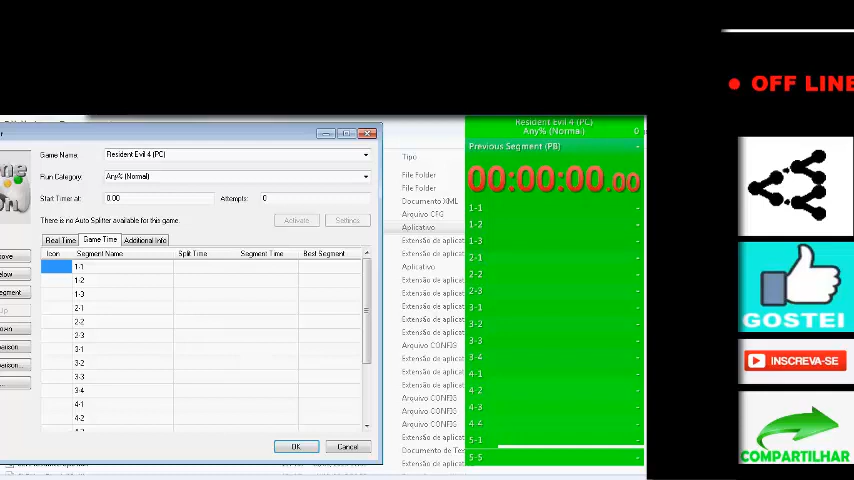 Game Name: Resident Evil 4 (PC)
Run Category: Any% (Normal)
Start Time at: 0.00 Attempts: 0
There is no Auto Splitter available for this game. Activate Settings
Real Time Game Time Additional Info
Icon Segment Name Split Time Segment Time Best Segment
1-1
1-2
1-3
2-1
2-2
2-3
3-1
3-2
3-3
3-4
4-1
4-2
OK Cancel
Tipo
File Folder
File Folder
Documento XML
Arquivo CFG
Aplicativo
Extensão de aplicat
Extensão de aplicat
Aplicativo
Extensão de aplicat
Extensão de aplicat
Extensão de aplicat
Extensão de aplicat
Extensão de aplicat
Arquivo CONFIG
Extensão de aplicat
Extensão de aplicat
Extensão de aplicat
Arquivo CONFIG
Arquivo CONFIG
Arquivo CONFIG
Extensão de aplicat
Documento de Te
Extensão de aplicat
Resident Evil 4 (PC)
Any% (Normal) 0
Previous Segment (PB) -
00:00:00.00
1-1 -
1-2 -
1-3 -
2-1 -
2-2 -
2-3 -
3-1 -
3-2 -
3-3 -
3-4 -
4-1 -
4-2 -
4-3 -
4-4 -
5-1 -
5-5 -
OFF LINE
GOSTEI
INSCREVA-SE
COMPARTILHAR